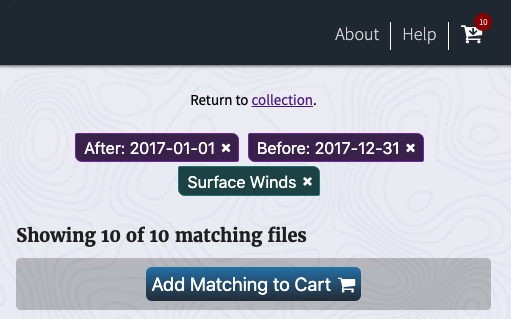 About Help 10
Return to collection.
After: 2017-01-01 × Before: 2017-12-31 ×
Surface Winds ×
Showing 10 of 10 matching files
Add Matching to Cart